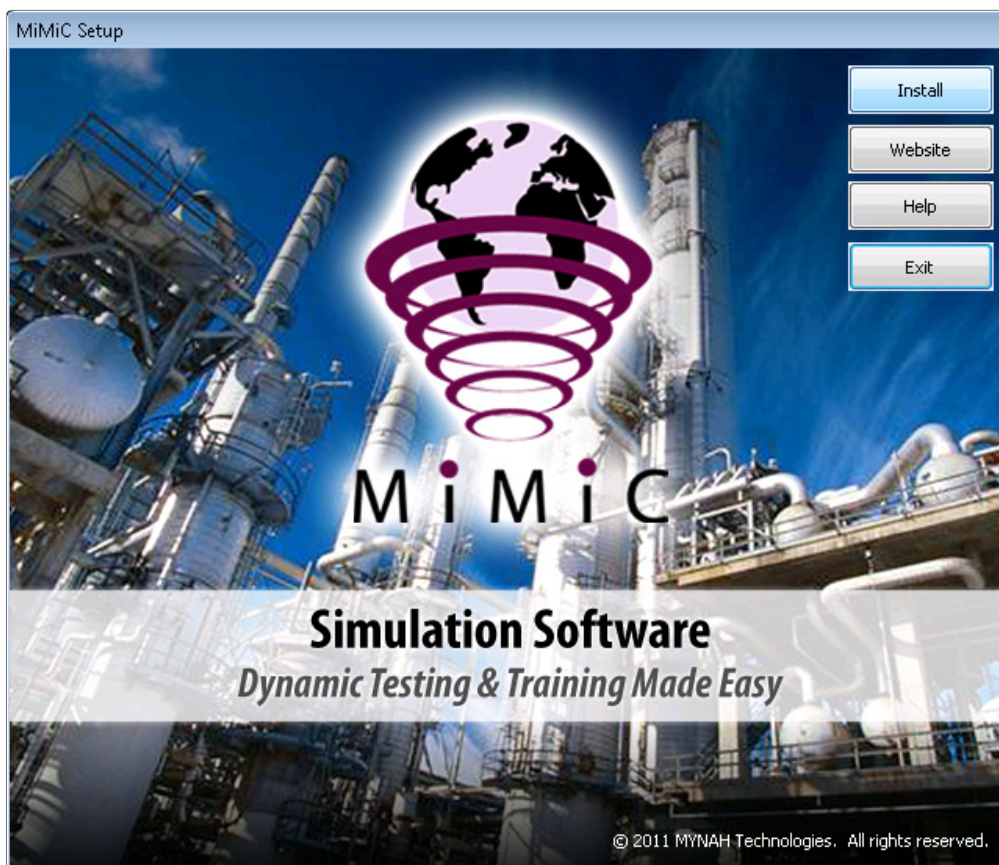 MiMiC Setup
Install
Website
Help
Exit
MiMiC
Simulation Software
Dynamic Testing & Training Made Easy
© 2011 MYNAH Technologies. All rights reserved.